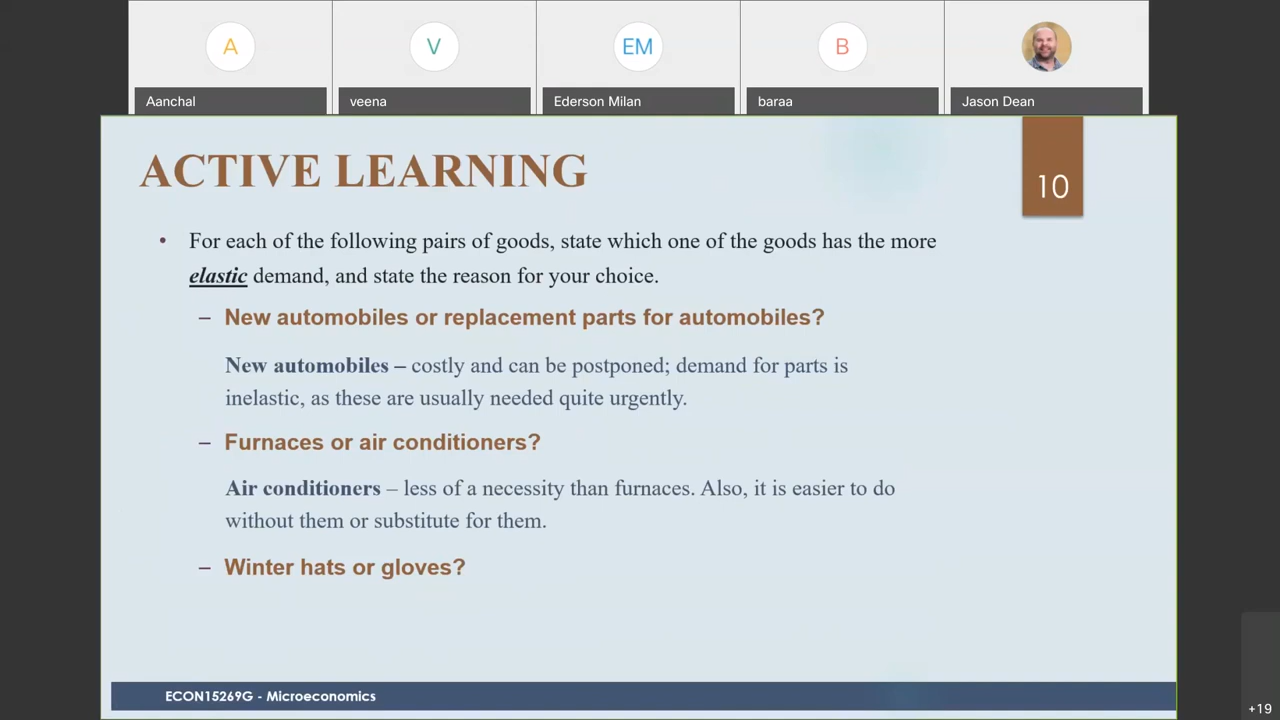 A
V
EM
B
Aanchal
veena
Ederson Milan
baraa
Jason Dean
ACTIVE LEARNING
10
• For each of the following pairs of goods, state which one of the goods has the more
elastic demand, and state the reason for your choice.
– New automobiles or replacement parts for automobiles?
New automobiles – costly and can be postponed; demand for parts is
inelastic, as these are usually needed quite urgently.
– Furnaces or air conditioners?
Air conditioners – less of a necessity than furnaces. Also, it is easier to do
without them or substitute for them.
– Winter hats or gloves?
ECON15269G - Microeconomics
+19